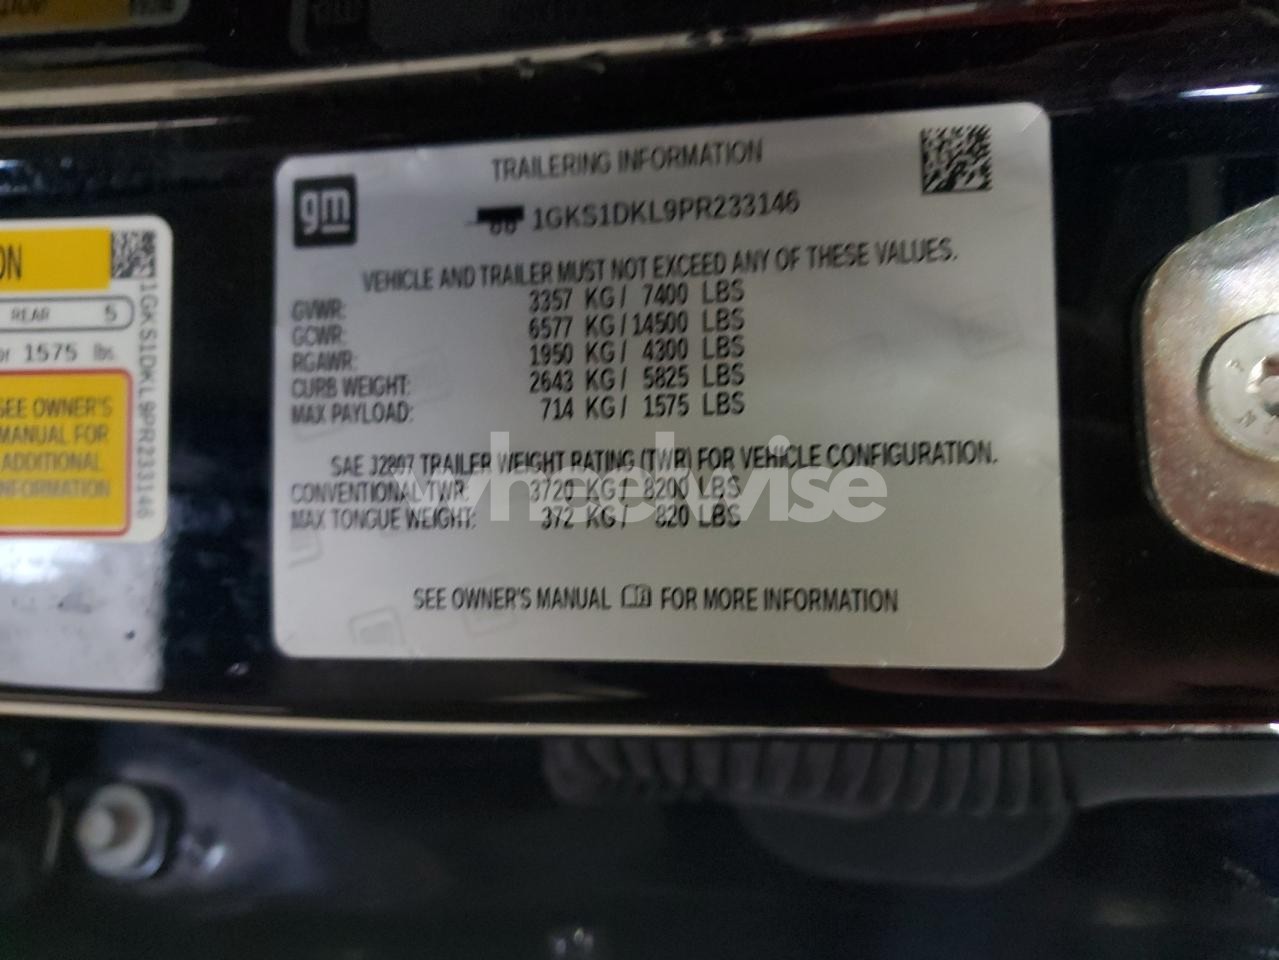 TRAILERING INFORMATION
gm
1GKS1DKL9PR233146
VEHICLE AND TRAILER MUST NOT EXCEED ANY OF THESE VALUES.
GVWR: 3357 KG / 7400 LBS
GCWR: 6577 KG / 14500 LBS
RGAWR: 1950 KG / 4300 LBS
CURB WEIGHT: 2643 KG / 5825 LBS
MAX PAYLOAD: 714 KG / 1575 LBS
SAE J2807 TRAILER WEIGHT RATING (TWR) FOR VEHICLE CONFIGURATION.
CONVENTIONAL TWR: 3720 KG / 8200 LBS
MAX TONGUE WEIGHT: 372 KG / 820 LBS
SEE OWNER'S MANUAL FOR MORE INFORMATION
wheelwise
ON
REAR 5
or 1575 lbs.
SEE OWNER'S
MANUAL FOR
ADDITIONAL
INFORMATION
1GKS1DKL9PR233146